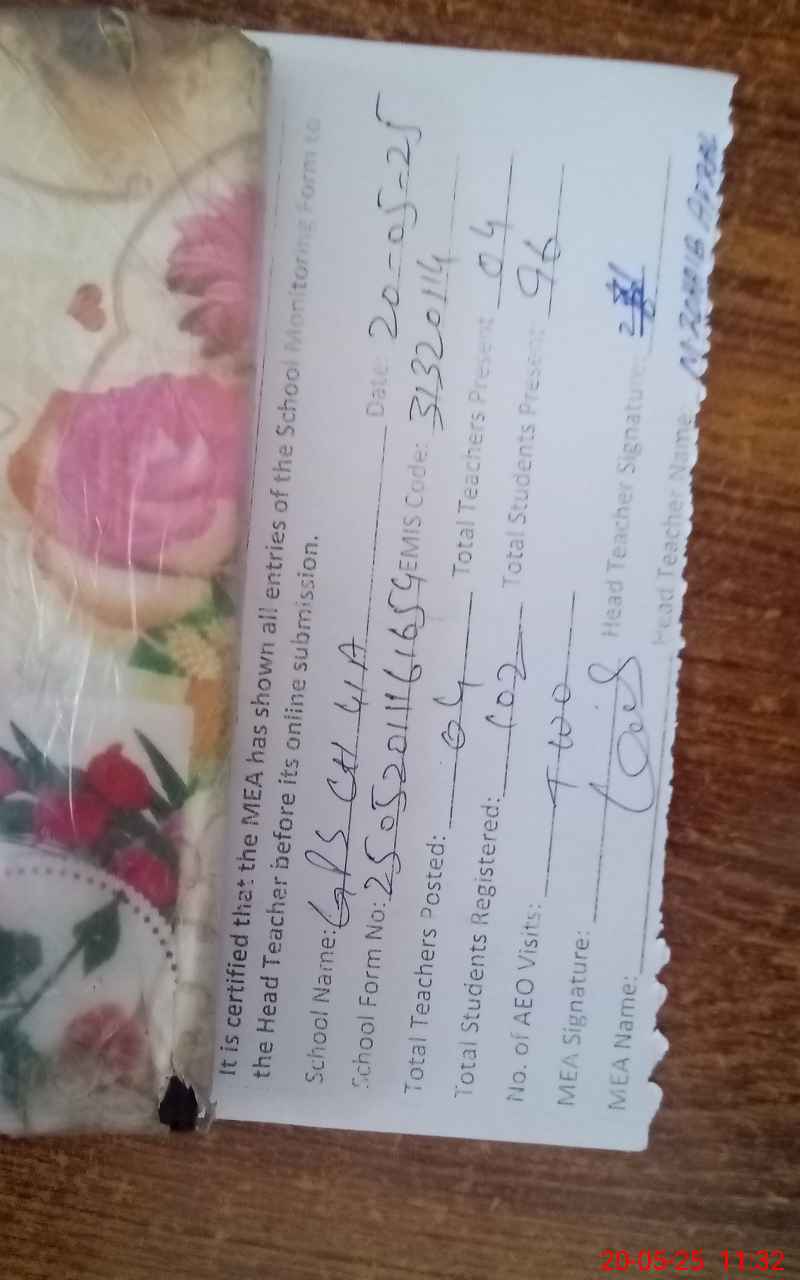 It is certified that the MEA has shown all entries of the School Monitoring Form to
the Head Teacher before its online submission.
School Name: GPS Date: 20-05-25
School Form No: EMIS Code: 31320114
Total Teachers Posted: 04 Total Teachers Present: 04
Total Students Registered: 102 Total Students Present: 96
No. of AEO Visits: Two
MEA Signature: Head Teacher Signature:
MEA Name: Head Teacher Name:
20-05-25 11:32